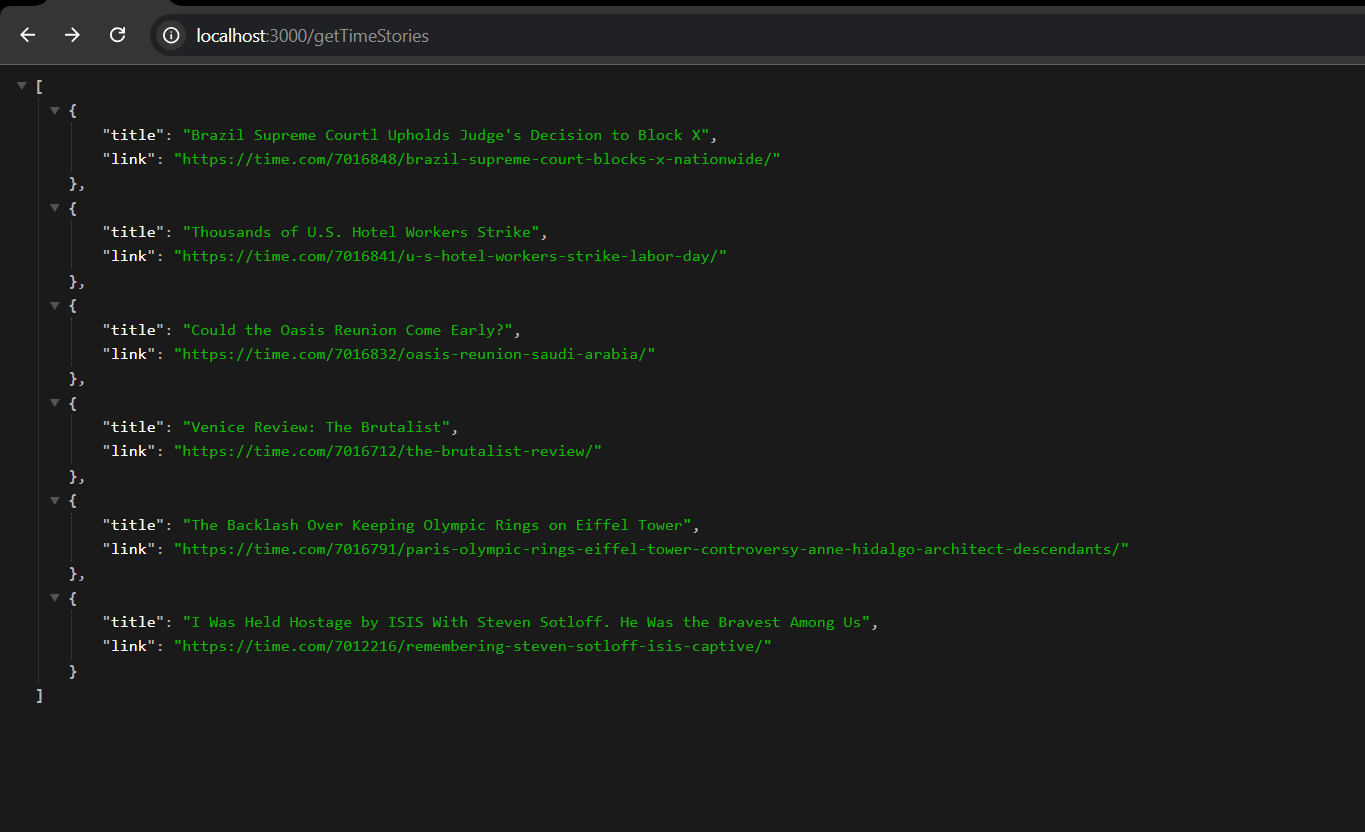 localhost:3000/getTimeStories
[
{
"title": "Brazil Supreme Courtl Upholds Judge's Decision to Block X",
"link": "https://time.com/7016848/brazil-supreme-court-blocks-x-nationwide/"
},
{
"title": "Thousands of U.S. Hotel Workers Strike",
"link": "https://time.com/7016841/u-s-hotel-workers-strike-labor-day/"
},
{
"title": "Could the Oasis Reunion Come Early?",
"link": "https://time.com/7016832/oasis-reunion-saudi-arabia/"
},
{
"title": "Venice Review: The Brutalist",
"link": "https://time.com/7016712/the-brutalist-review/"
},
{
"title": "The Backlash Over Keeping Olympic Rings on Eiffel Tower",
"link": "https://time.com/7016791/paris-olympic-rings-eiffel-tower-controversy-anne-hidalgo-architect-descendants/"
},
{
"title": "I Was Held Hostage by ISIS With Steven Sotloff. He Was the Bravest Among Us",
"link": "https://time.com/7012216/remembering-steven-sotloff-isis-captive/"
}
]